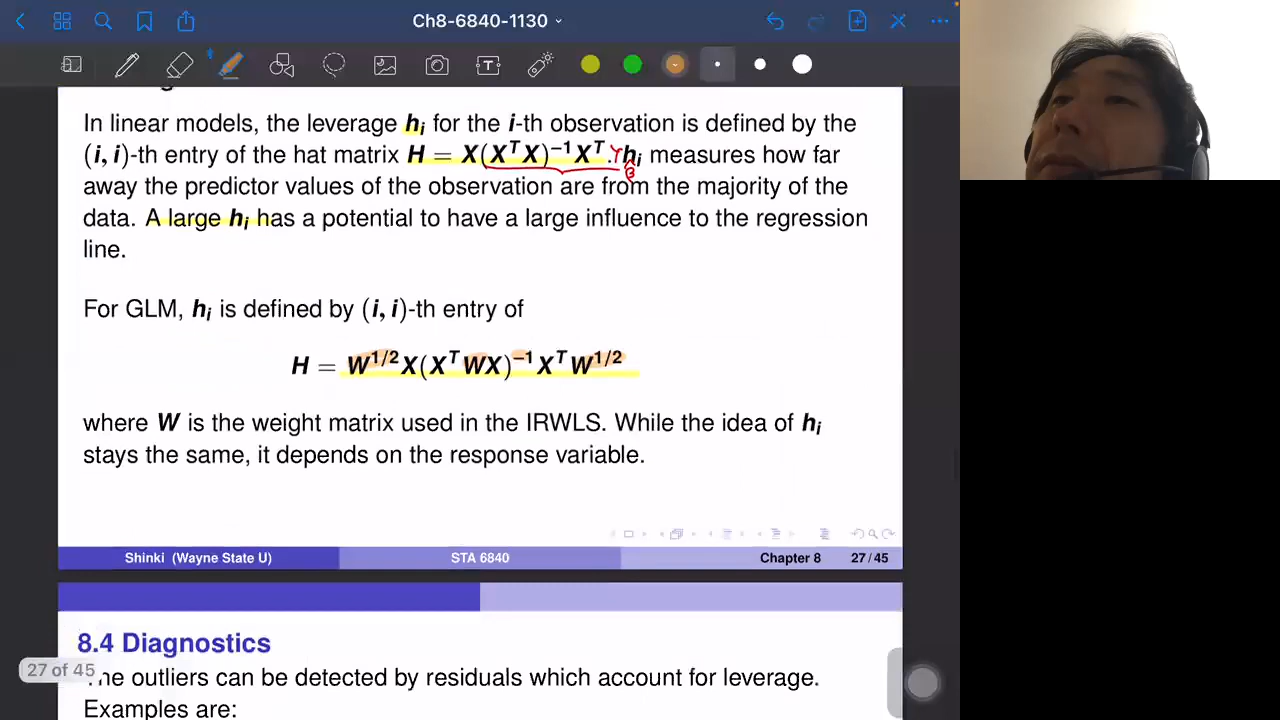 Ch8-6840-1130
In linear models, the leverage hᵢ for the i-th observation is defined by the
(i, i)-th entry of the hat matrix H = X(XᵀX)⁻¹Xᵀ. Y hᵢ measures how far
β̂
away the predictor values of the observation are from the majority of the
data. A large hᵢ has a potential to have a large influence to the regression
line.
For GLM, hᵢ is defined by (i, i)-th entry of
H = W^{1/2}X(XᵀWX)⁻¹XᵀW^{1/2}
where W is the weight matrix used in the IRWLS. While the idea of hᵢ
stays the same, it depends on the response variable.
Shinki (Wayne State U) STA 6840 Chapter 8 27/45
8.4 Diagnostics
27 of 45
The outliers can be detected by residuals which account for leverage.
Examples are: